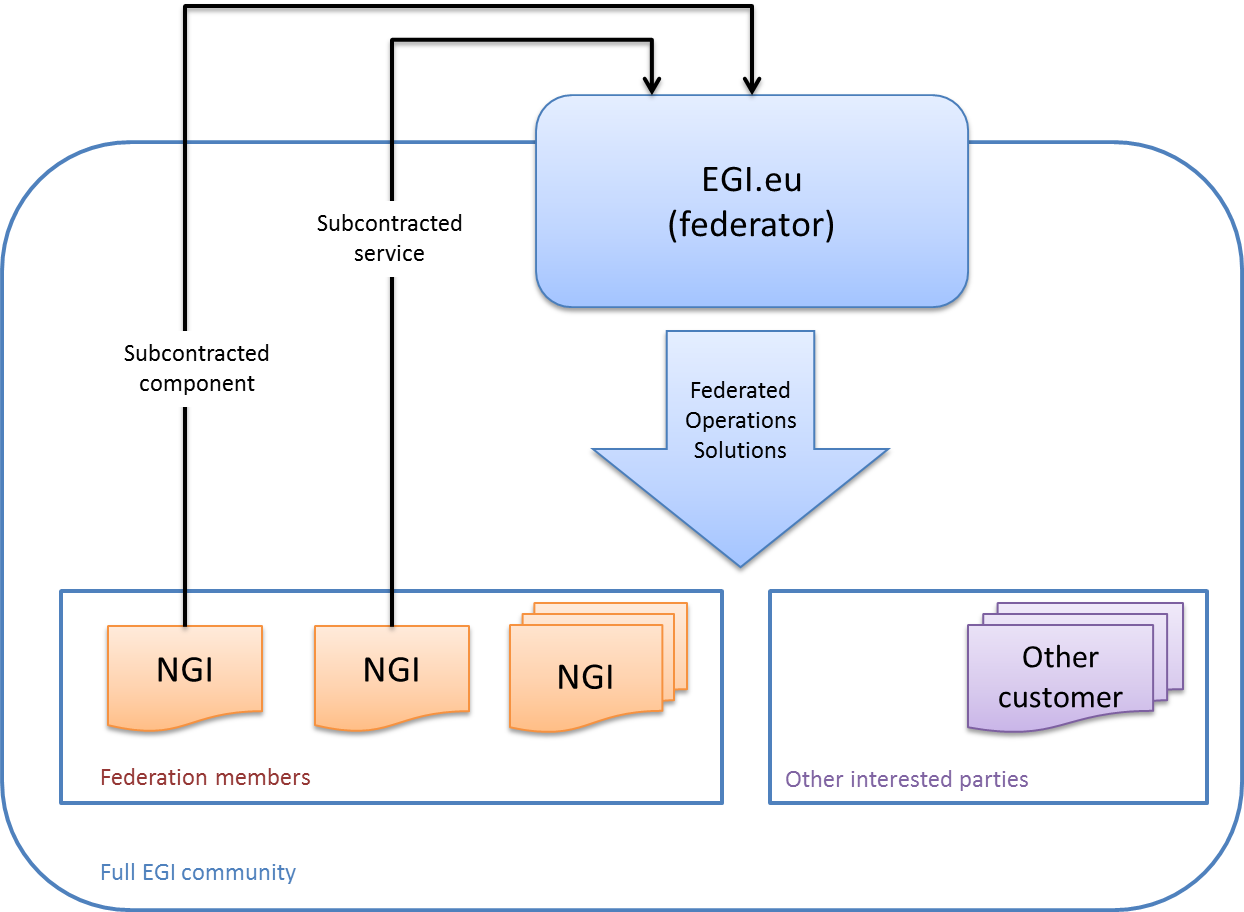 EGI.eu
(federator)
Subcontracted
service
Subcontracted
component
Federated
Operations
Solutions
NGI
NGI
NGI
Other
customer
Federation members
Other interested parties
Full EGI community